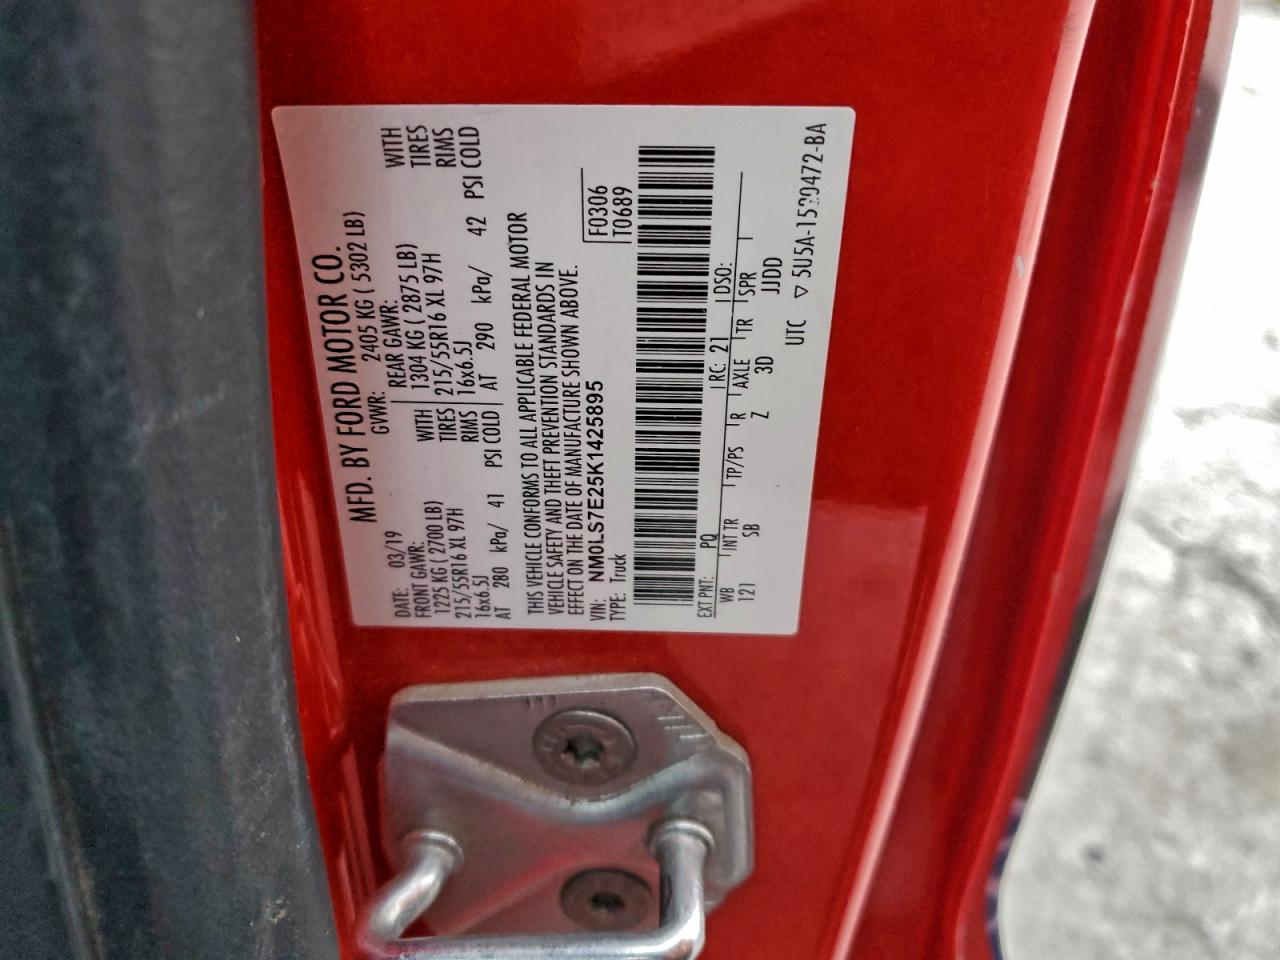 MFD. BY FORD MOTOR CO.
DATE: 03/19 GVWR: 2405 KG ( 5302 LB)
FRONT GAWR: REAR GAWR:
1225 KG ( 2700 LB) WITH 1304 KG ( 2875 LB) WITH
215/55R16 XL 97H TIRES 215/55R16 XL 97H TIRES
16x6.5J RIMS 16x6.5J RIMS
AT 280 kPa/ 41 PSI COLD AT 290 kPa/ 42 PSI COLD
THIS VEHICLE CONFORMS TO ALL APPLICABLE FEDERAL MOTOR
VEHICLE SAFETY AND THEFT PREVENTION STANDARDS IN
EFFECT ON THE DATE OF MANUFACTURE SHOWN ABOVE.
VIN: NM0LS7E25K1425895 F0306
TYPE: Truck T0689
EXT PNT: PQ RC: 21 DSO:
WB INT TR TP/PS R AXLE TR SPR
121 SB Z 3D JJDD
UTC